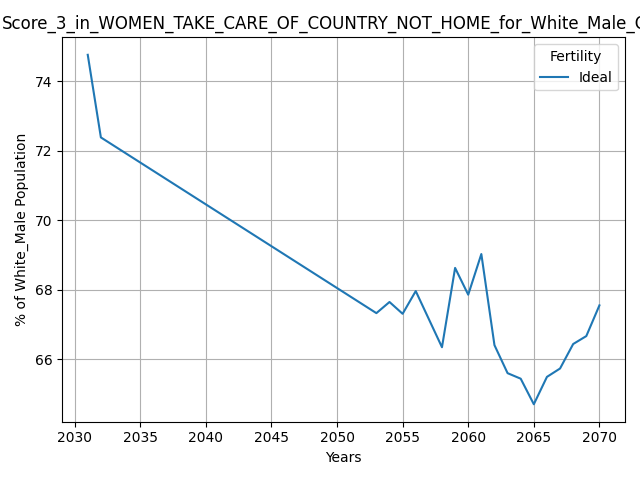 Score_3_in_WOMEN_TAKE_CARE_OF_COUNTRY_NOT_HOME_for_White_Male_
Fertility
Ideal
74
72
70
68
66
% of White_Male Population
2030 2035 2040 2045 2050 2055 2060 2065 2070
Years